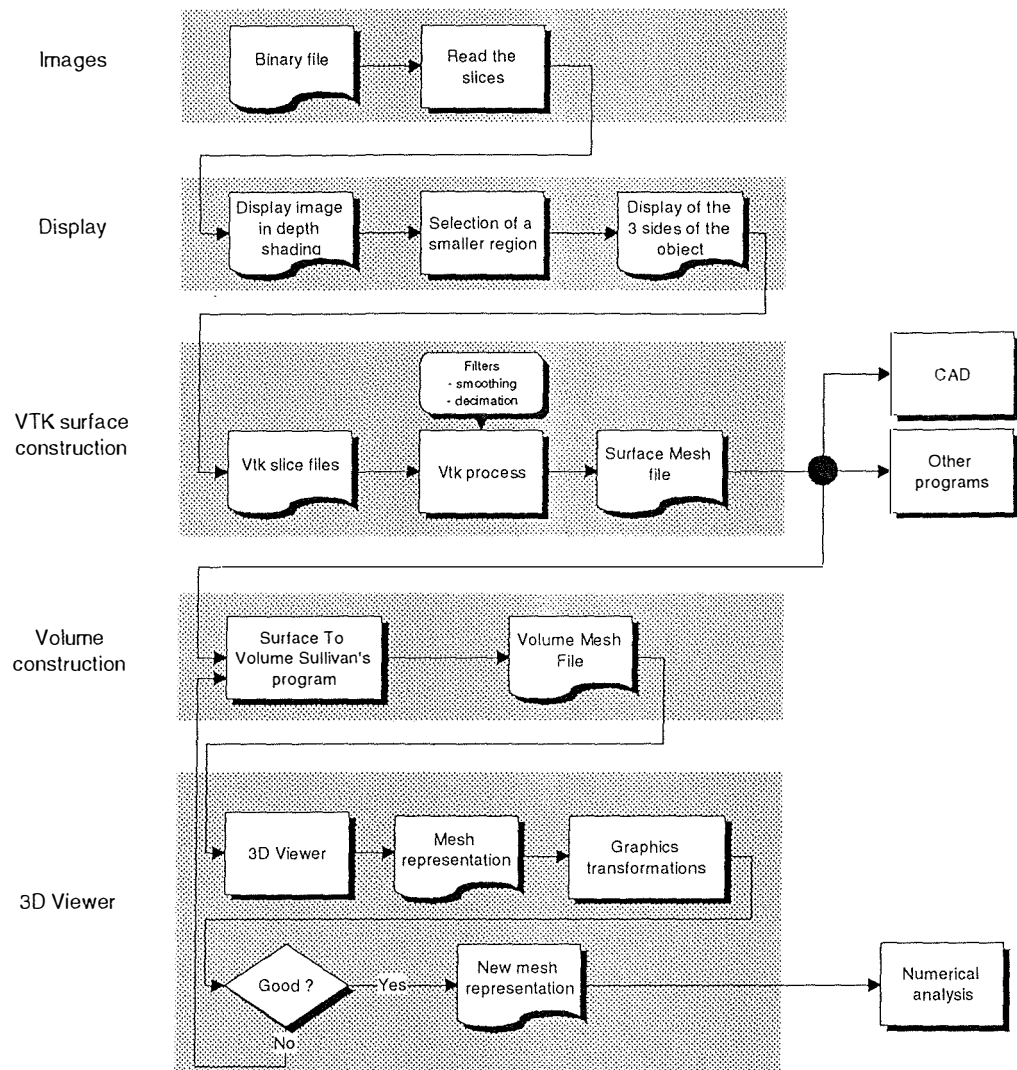 Images
Binary file
Read the
slices
Display
Display image
in depth
shading
Selection of a
smaller region
Display of the
3 sides of the
object
VTK surface
construction
Filters
- smoothing
- decimation
Vtk slice files
Vtk process
Surface Mesh
file
CAD
Other
programs
Volume
construction
Surface To
Volume Sullivan's
program
Volume Mesh
File
3D Viewer
3D Viewer
Mesh
representation
Graphics
transformations
Good ?
Yes
New mesh
representation
Numerical
analysis
No